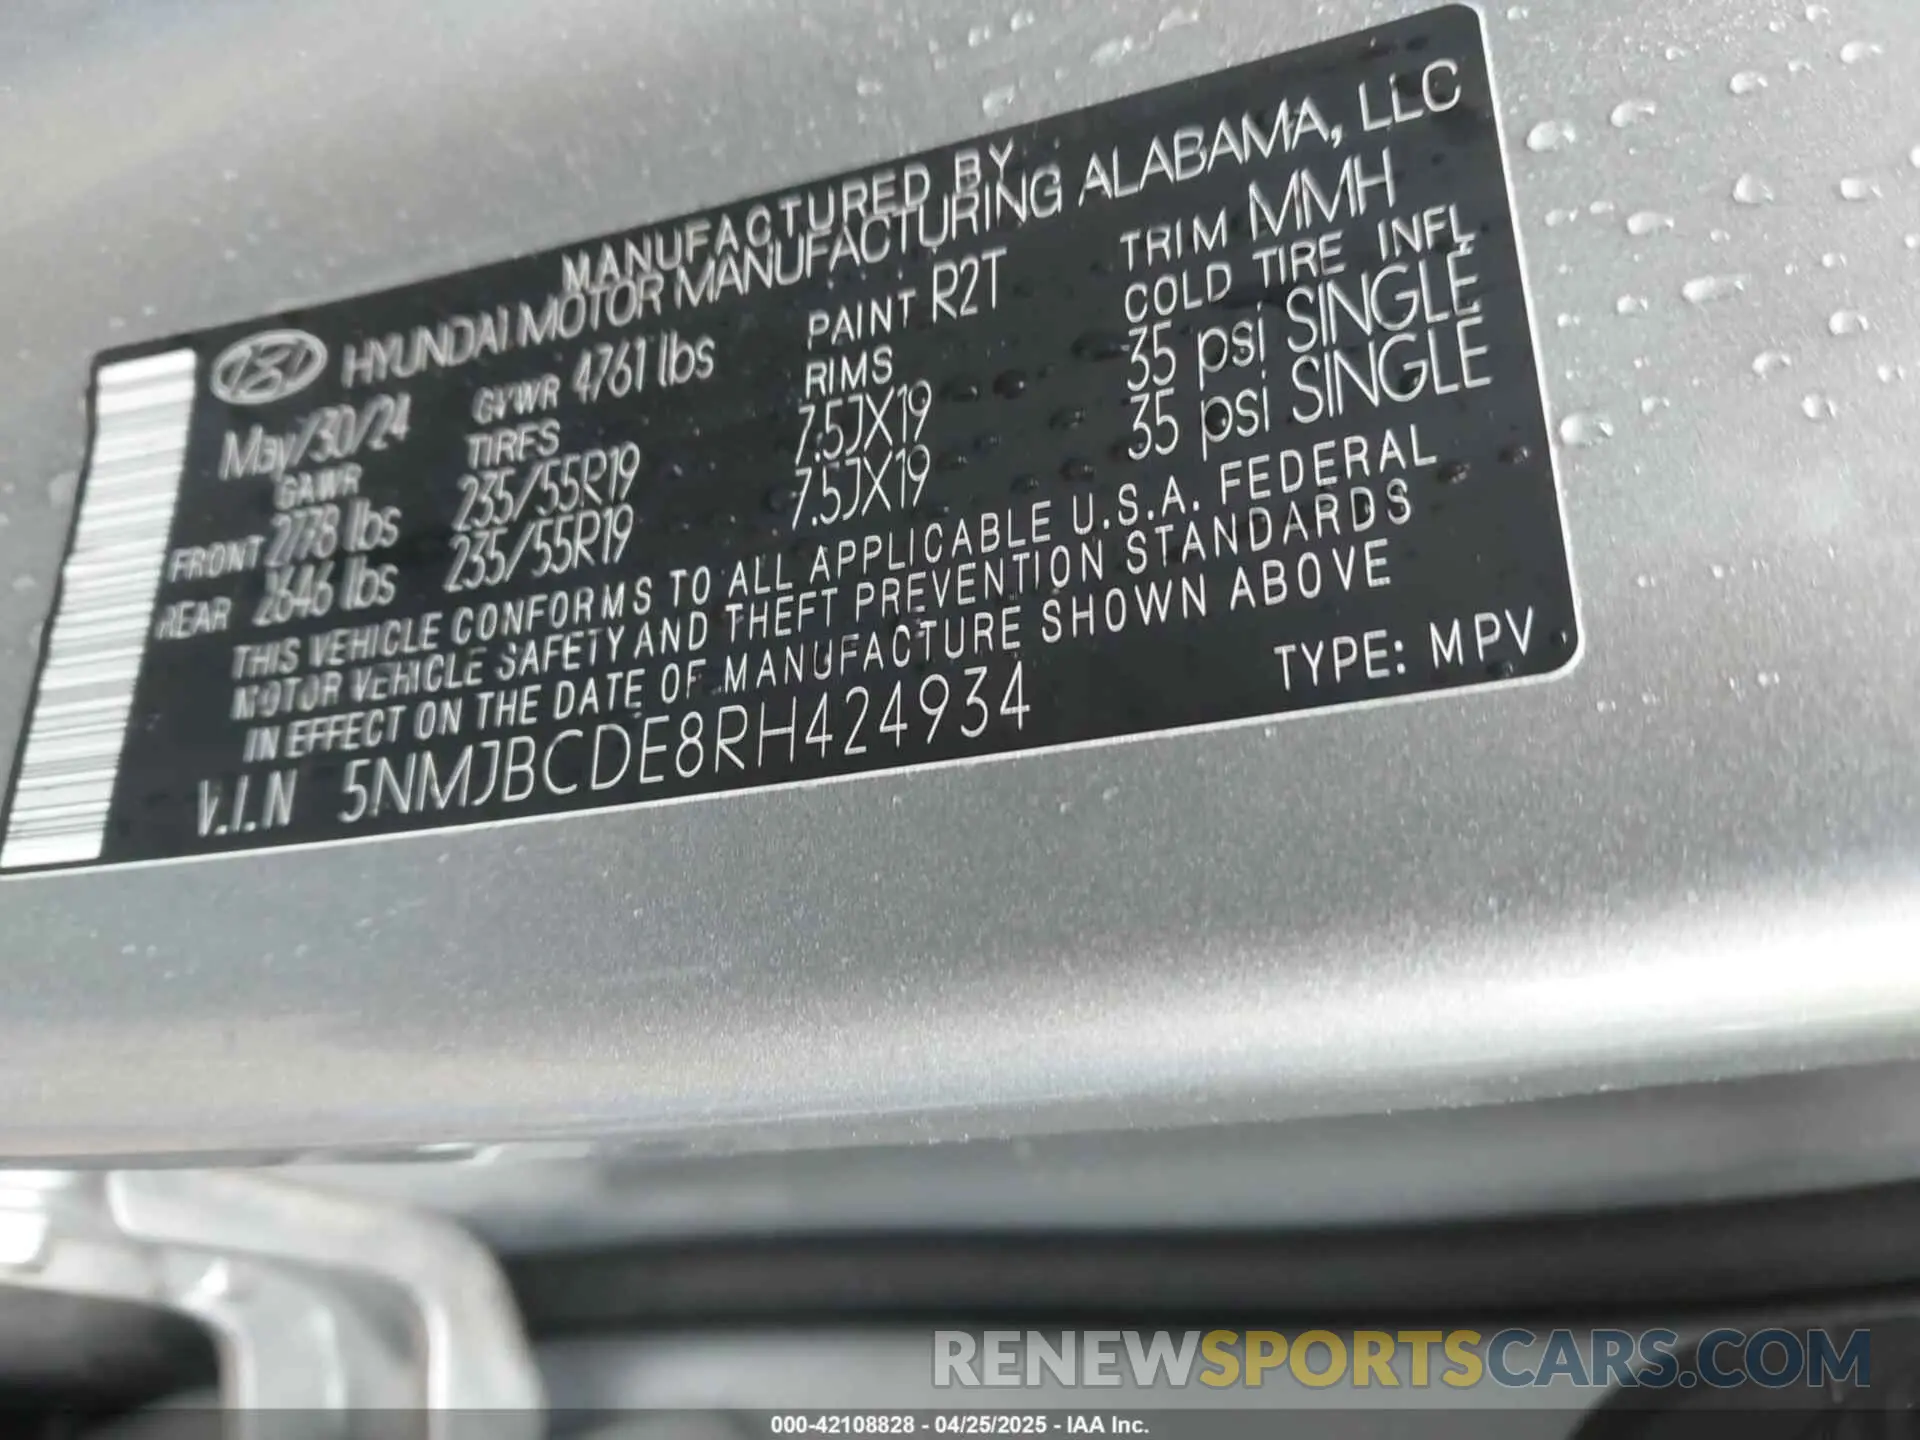 MANUFACTURED BY
HYUNDAI MOTOR MANUFACTURING ALABAMA, LLC
May/30/24 GVWR 4761 lbs PAINT R2T TRIM MMH
GAWR TIRES RIMS COLD TIRE INFL
FRONT 2778 lbs 235/55R19 7.5JX19 35 psi SINGLE
REAR 2646 lbs 235/55R19 7.5JX19 35 psi SINGLE
THIS VEHICLE CONFORMS TO ALL APPLICABLE U.S.A. FEDERAL
MOTOR VEHICLE SAFETY AND THEFT PREVENTION STANDARDS
IN EFFECT ON THE DATE OF MANUFACTURE SHOWN ABOVE
V.I.N 5NMJBCDE8RH424934 TYPE: MPV
RENEWSPORTSCARS.COM
000-42108828 - 04/25/2025 - IAA Inc.